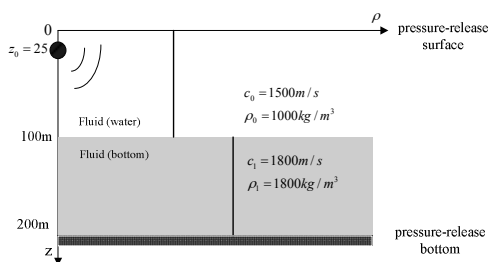 0
ρ
pressure-release
surface
z₀ = 25
c₀ = 1500m / s
ρ₀ = 1000kg / m³
Fluid (water)
100m
Fluid (bottom)
c₁ = 1800m / s
ρ₁ = 1800kg / m³
200m
pressure-release
bottom
z